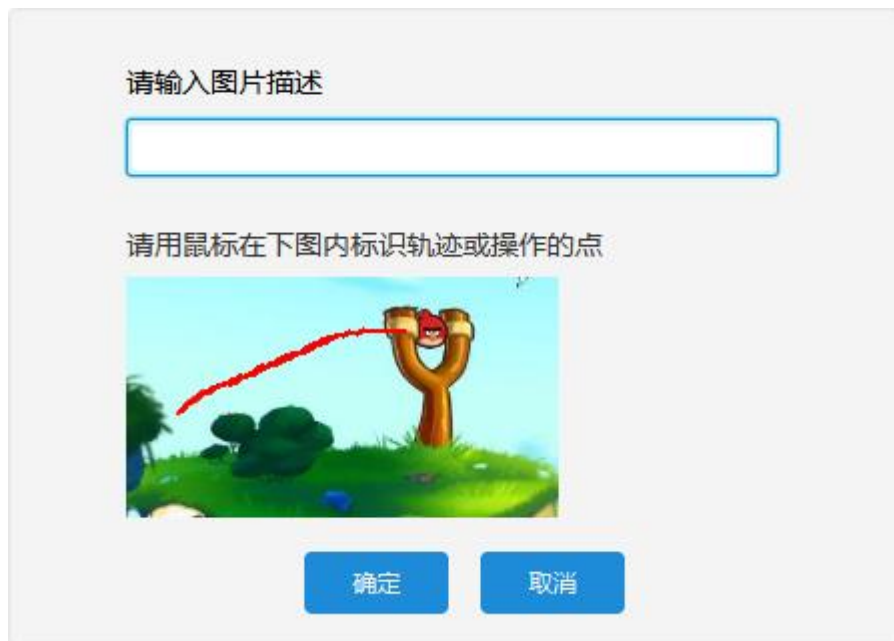 请输入图片描述
请用鼠标在下图内标识轨迹或操作的点
确定
取消